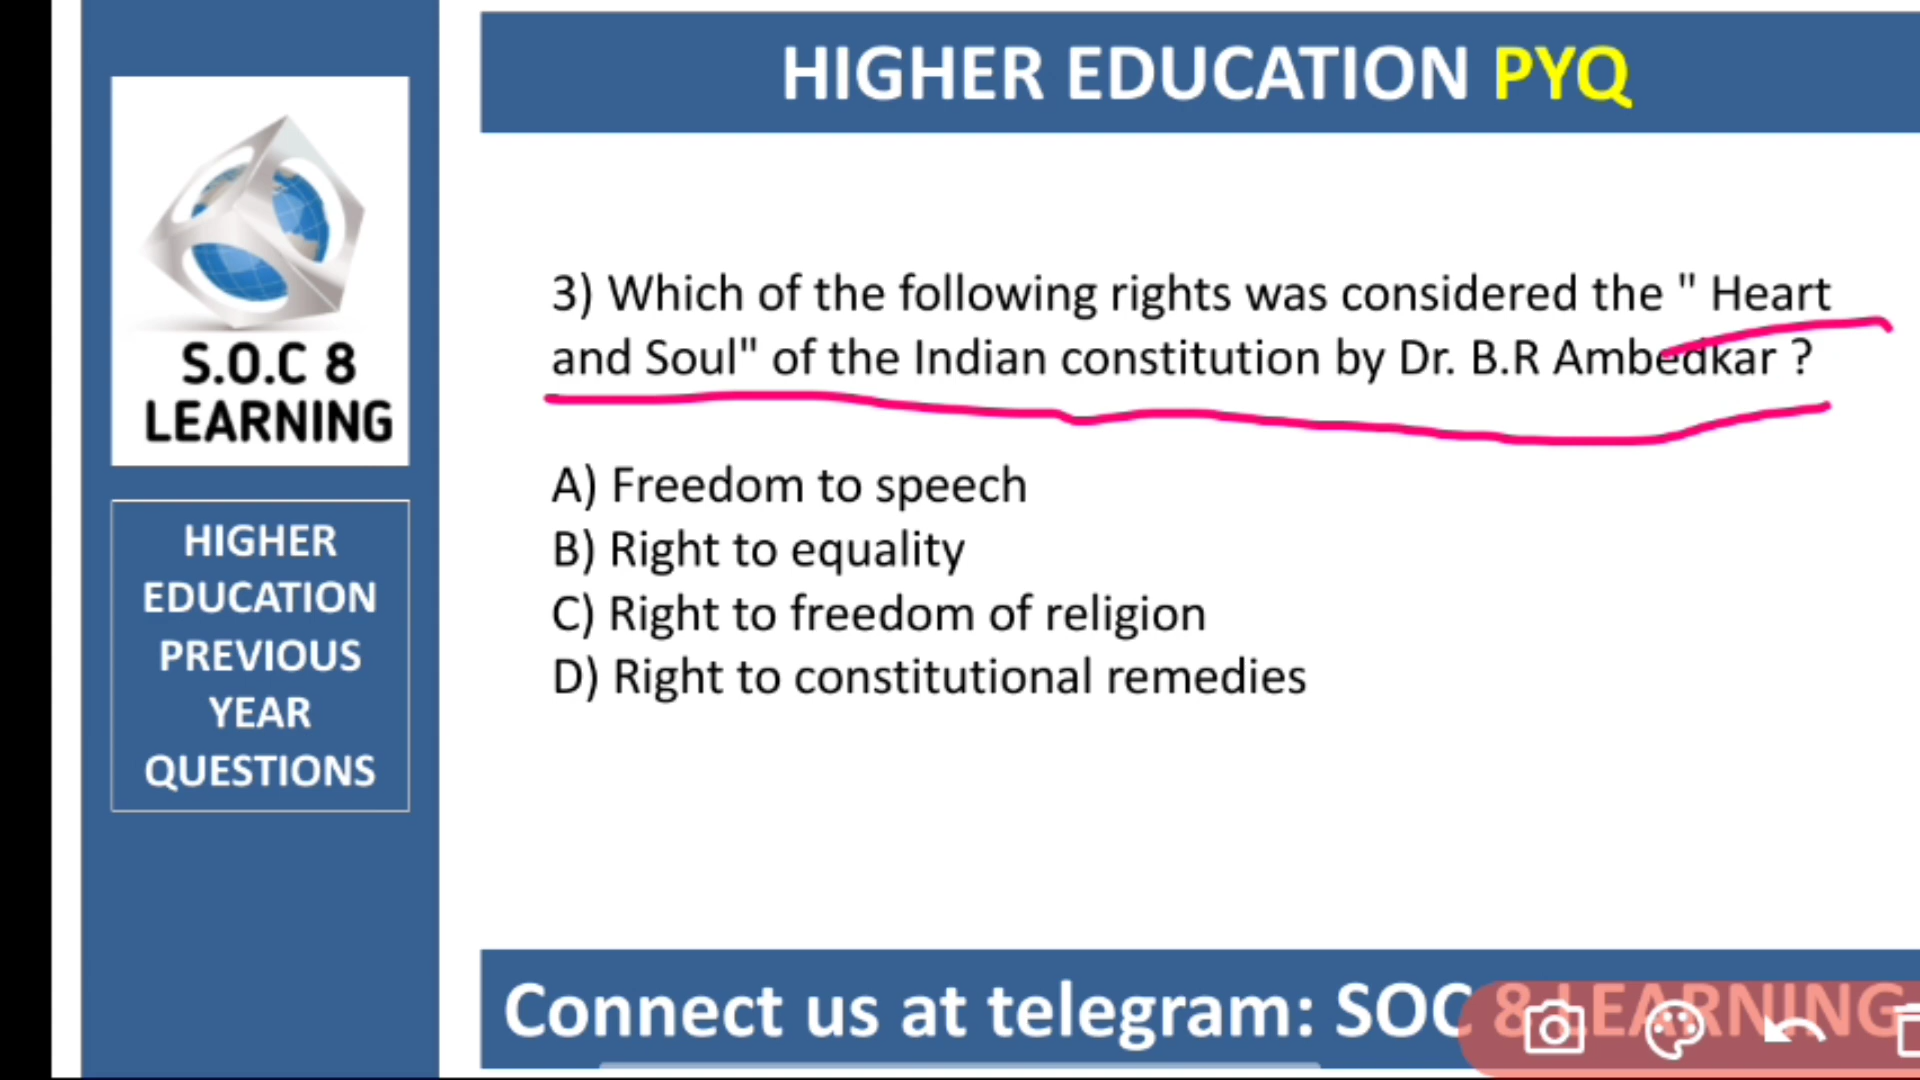 HIGHER EDUCATION PYQ
S.O.C 8
LEARNING
HIGHER
EDUCATION
PREVIOUS
YEAR
QUESTIONS
3) Which of the following rights was considered the " Heart
and Soul" of the Indian constitution by Dr. B.R Ambedkar ?
A) Freedom to speech
B) Right to equality
C) Right to freedom of religion
D) Right to constitutional remedies
Connect us at telegram: SOC 8 LEARNING